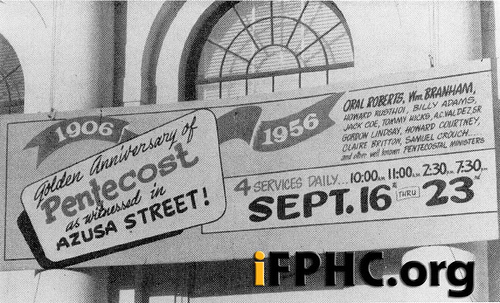 1906
1956
Golden Anniversary of
Pentecost
as witnessed in
AZUSA STREET!
ORAL ROBERTS, Wm. BRANHAM,
HOWARD RUSTHOI, BILLY ADAMS,
JACK COE, TOMMY HICKS, A.C. VALDEZ, SR
GORDON LINDSAY, HOWARD COURTNEY,
CLAIRE BRITTON, SAMUEL CROUCH.....
and other well known PENTECOSTAL MINISTERS
4 SERVICES DAILY...10:00 A.M. 11:00 A.M. 2:30 P.M. 7:30 P.M.
SEPT. 16TH THRU 23RD
iFPHC.org